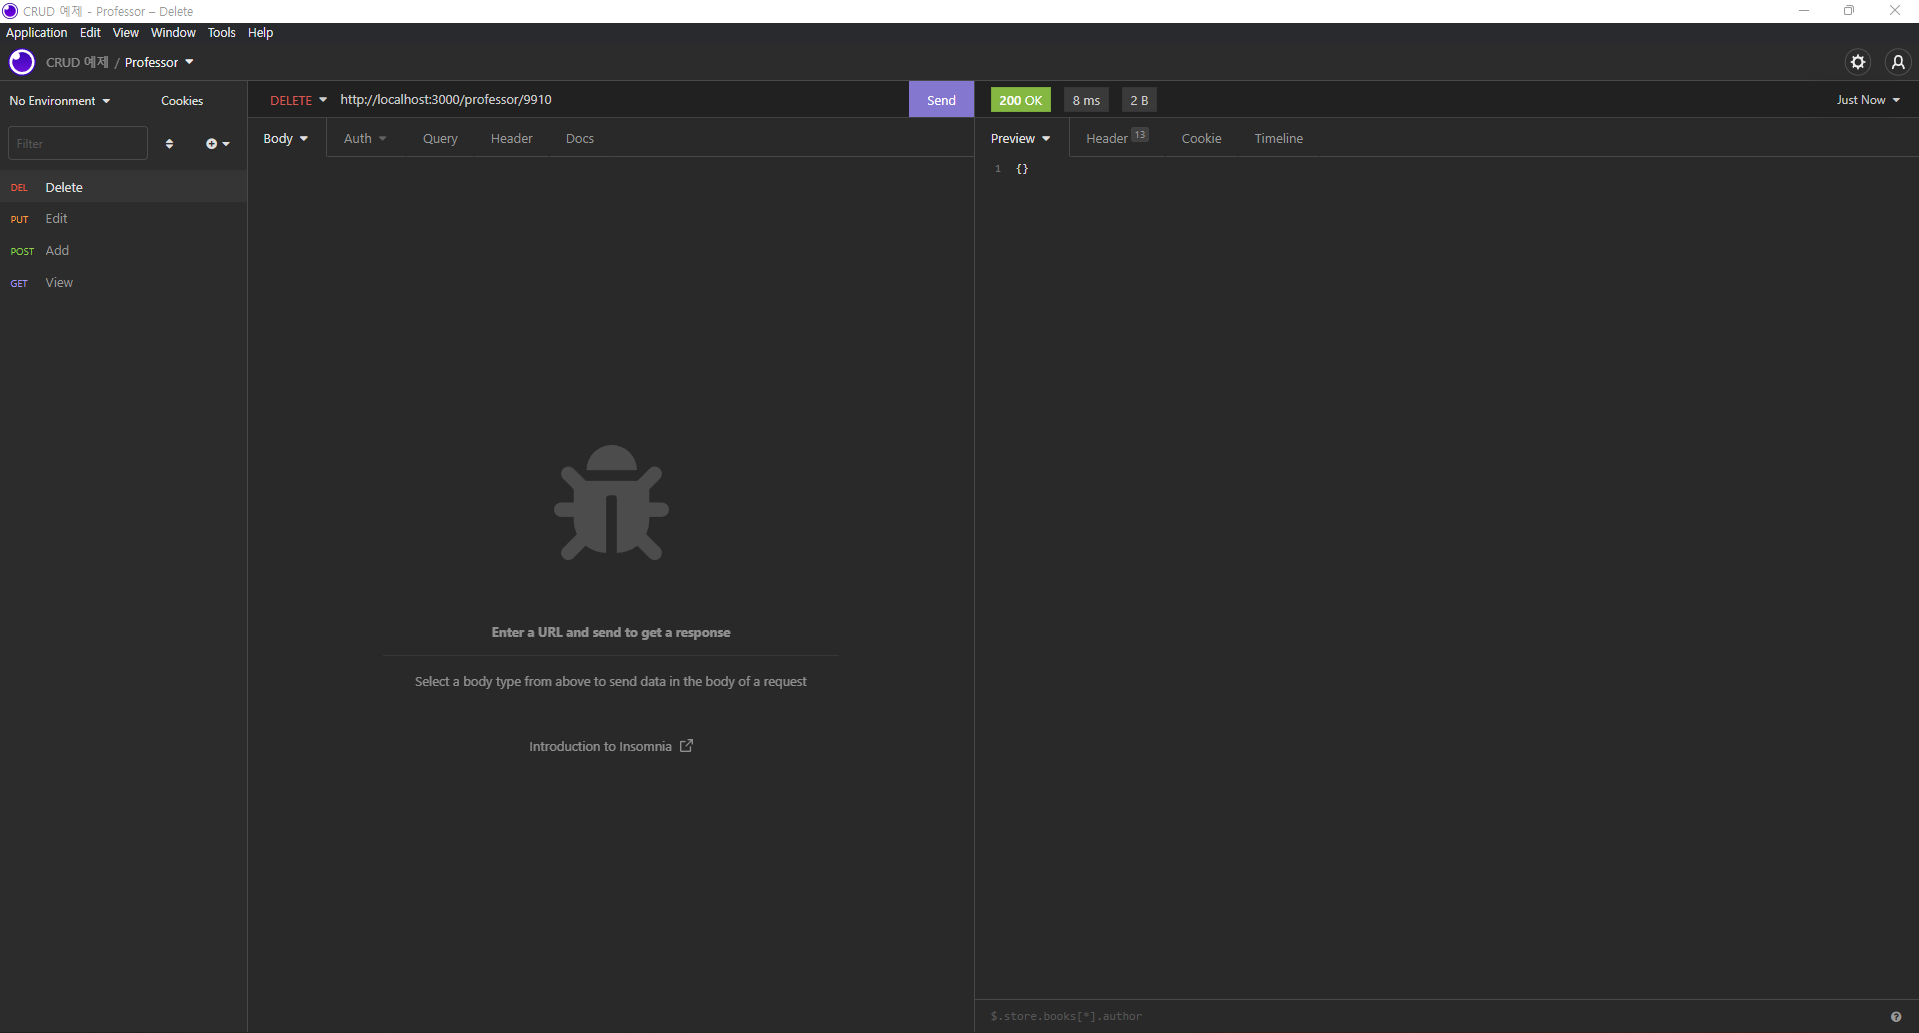 CRUD 예제 - Professor – Delete
Application Edit View Window Tools Help
CRUD 예제 / Professor
No Environment Cookies
DELETE http://localhost:3000/professor/9910 Send
200 OK 8 ms 2 B Just Now
Filter
Body Auth Query Header Docs
Preview Header 13 Cookie Timeline
1 {}
DEL Delete
PUT Edit
POST Add
GET View
Enter a URL and send to get a response
Select a body type from above to send data in the body of a request
Introduction to Insomnia
$.store.books[*].author